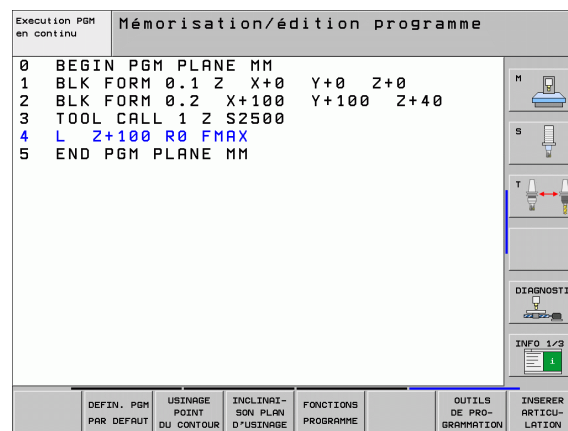 Execution PGM
en continu
Mémorisation/édition programme
0 BEGIN PGM PLANE MM
1 BLK FORM 0.1 Z X+0 Y+0 Z+0
2 BLK FORM 0.2 X+100 Y+100 Z+40
3 TOOL CALL 1 Z S2500
4 L Z+100 R0 FMAX
5 END PGM PLANE MM
M
S
T
DIAGNOSTI
INFO 1/3
i
DEFIN. PGM
PAR DEFAUT
USINAGE
POINT
DU CONTOUR
INCLINAI-
SON PLAN
D'USINAGE
FONCTIONS
PROGRAMME
OUTILS
DE PRO-
GRAMMATION
INSERER
ARTICU-
LATION